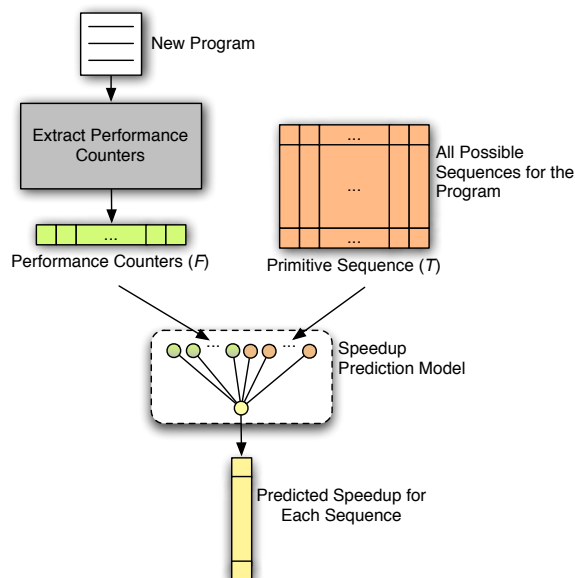 New Program
Extract Performance
Counters
...
All Possible
Sequences for the
Program
...
...
...
Performance Counters (F)
Primitive Sequence (T)
...
...
Speedup
Prediction Model
Predicted Speedup for
Each Sequence